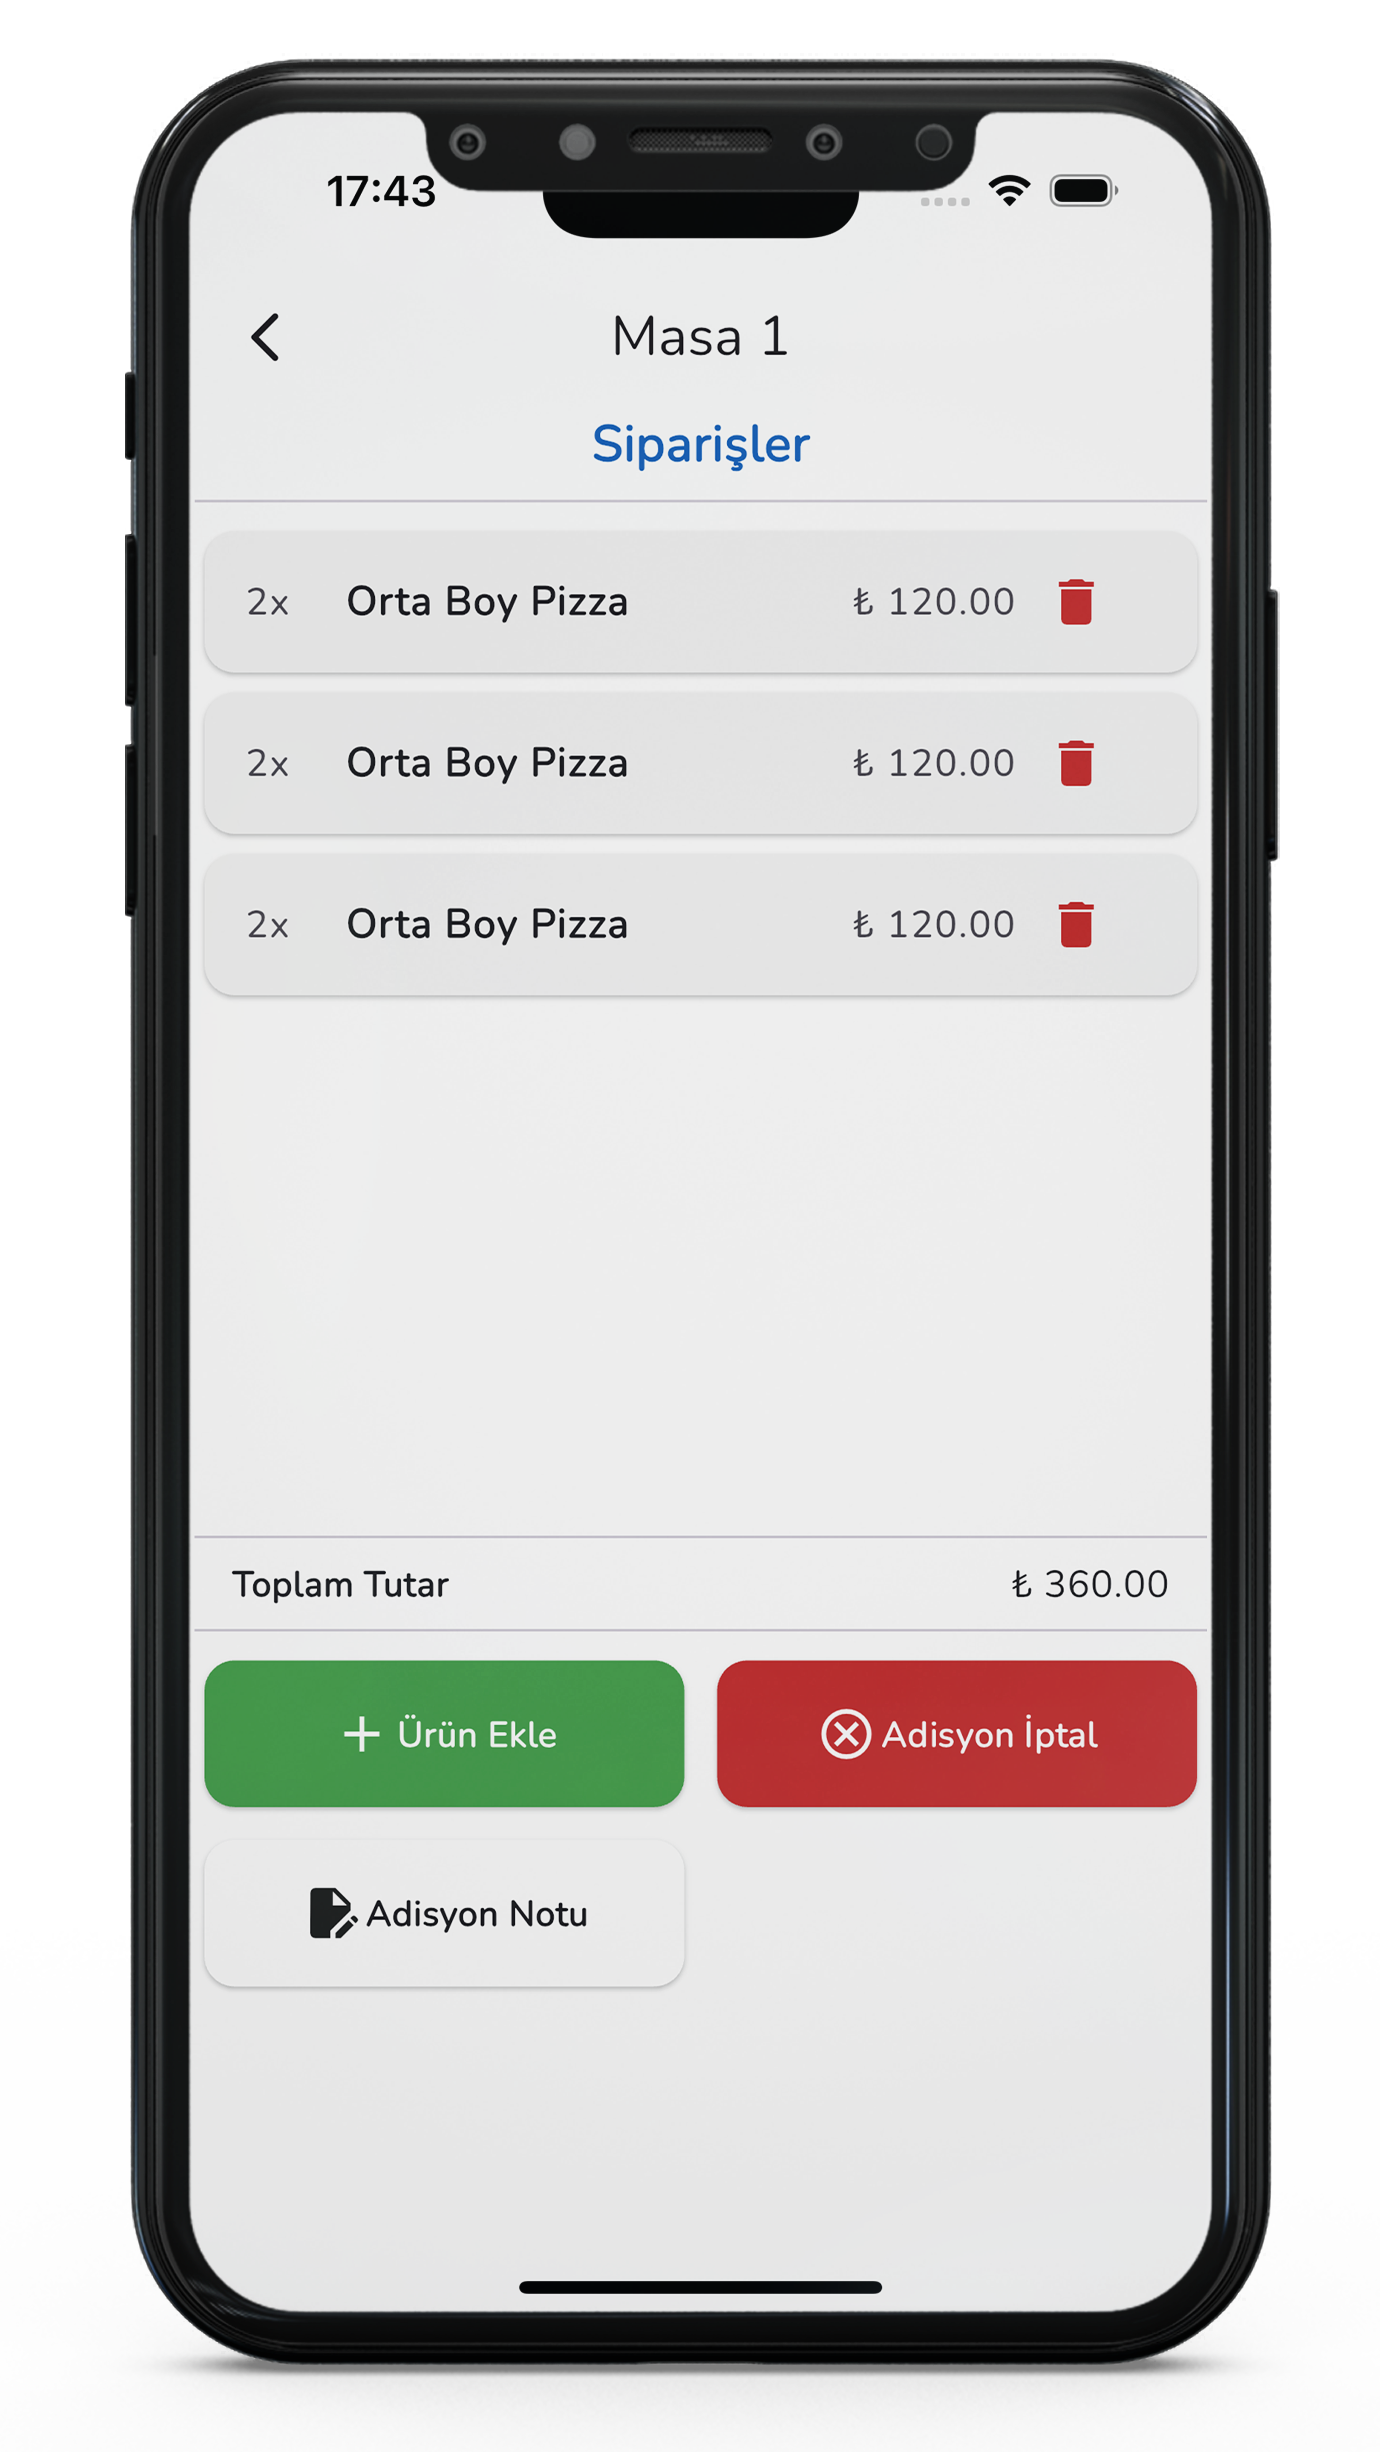 17:43
Masa 1
Siparişler
2x Orta Boy Pizza ₺ 120.00
2x Orta Boy Pizza ₺ 120.00
2x Orta Boy Pizza ₺ 120.00
Toplam Tutar ₺ 360.00
Ürün Ekle Adisyon İptal
Adisyon Notu